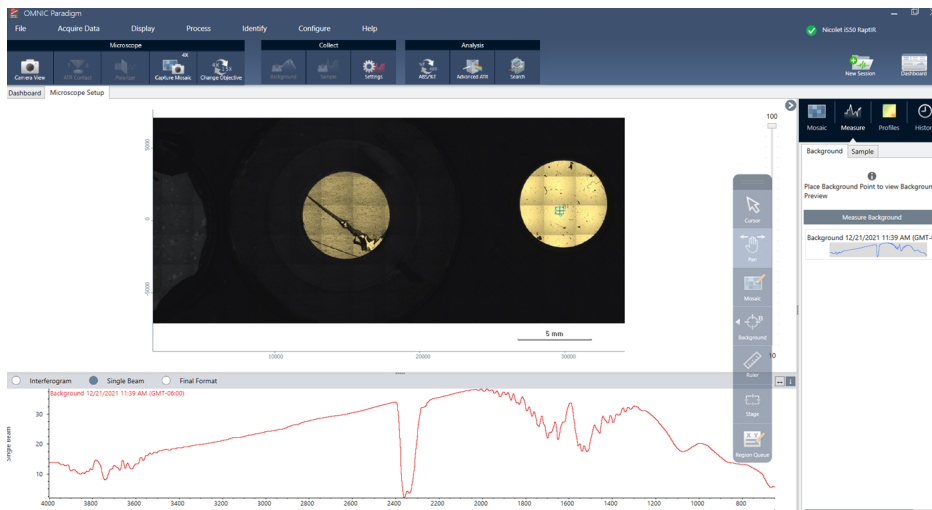 OMNIC Paradigm
File Acquire Data Display Process Identify Configure Help
Nicolet iS50 RaptIR
Microscope Collect Analysis
4X
Camera View ATR Contact Polarizer Capture Mosaic Change Objective Background Sample Settings ABS/%T Advanced ATR Search New Session Dashboard
Dashboard Microscope Setup
100
Mosaic Measure Profiles Histor
Background Sample
Place Background Point to view Background
Preview
Measure Background
Background 12/21/2021 11:39 AM (GMT-
5000
0
-5000
5 mm
10000 20000 30000
Cursor
Pan
Mosaic
Background
Ruler
Stage
Region Queue
10
Interferogram Single Beam Final Format
Background 12/21/2021 11:39 AM (GMT-06:00)
Single Beam
30
20
10
4000 3800 3600 3400 3200 3000 2800 2600 2400 2200 2000 1800 1600 1400 1200 1000 800